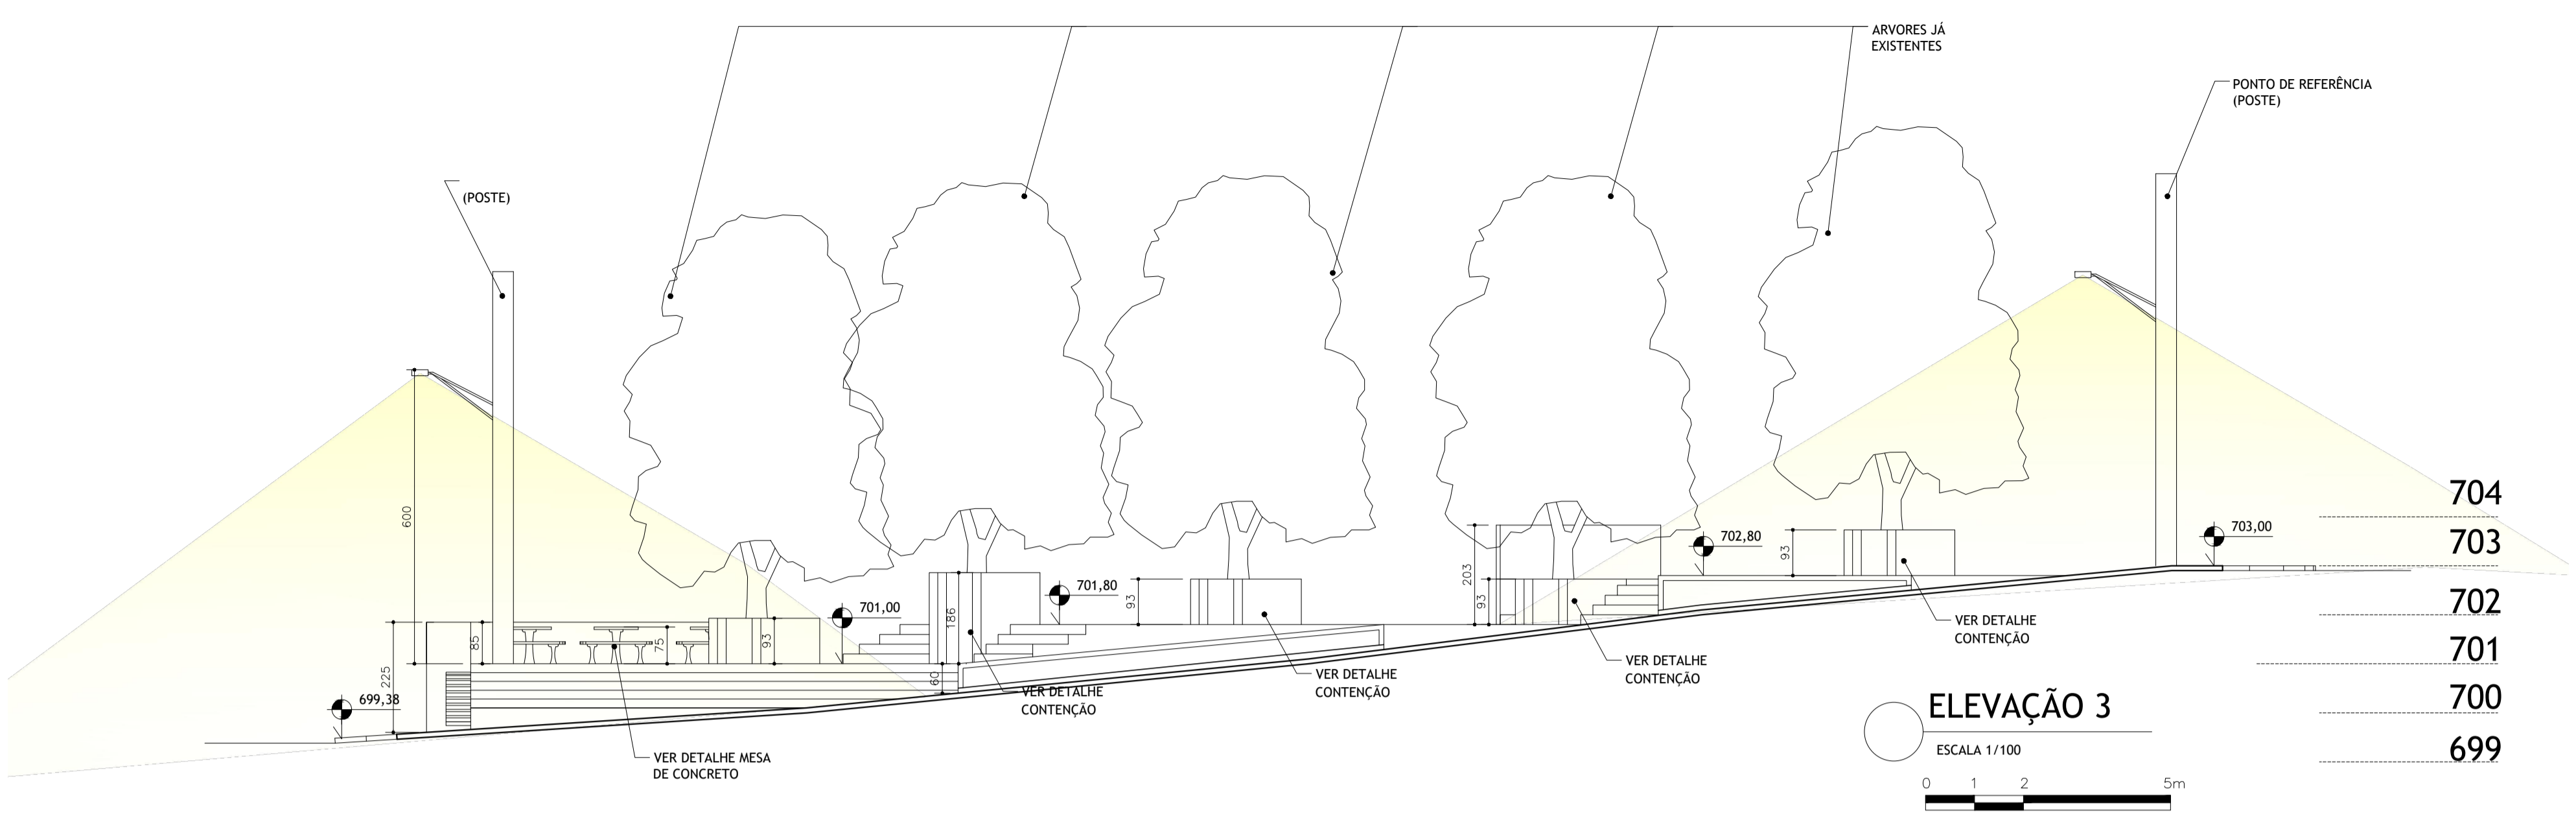 ARVORES JÁ
EXISTENTES
PONTO DE REFERÊNCIA
(POSTE)
(POSTE)
600
704
703,00
703
702,80
93
203
93
701,80
93
702
186
701,00
VER DETALHE
CONTENÇÃO
85
75
93
701
VER DETALHE
CONTENÇÃO
VER DETALHE
CONTENÇÃO
225
60
699,38
VER DETALHE
CONTENÇÃO
700
ELEVAÇÃO 3
ESCALA 1/100
699
VER DETALHE MESA
DE CONCRETO
0 1 2 5m